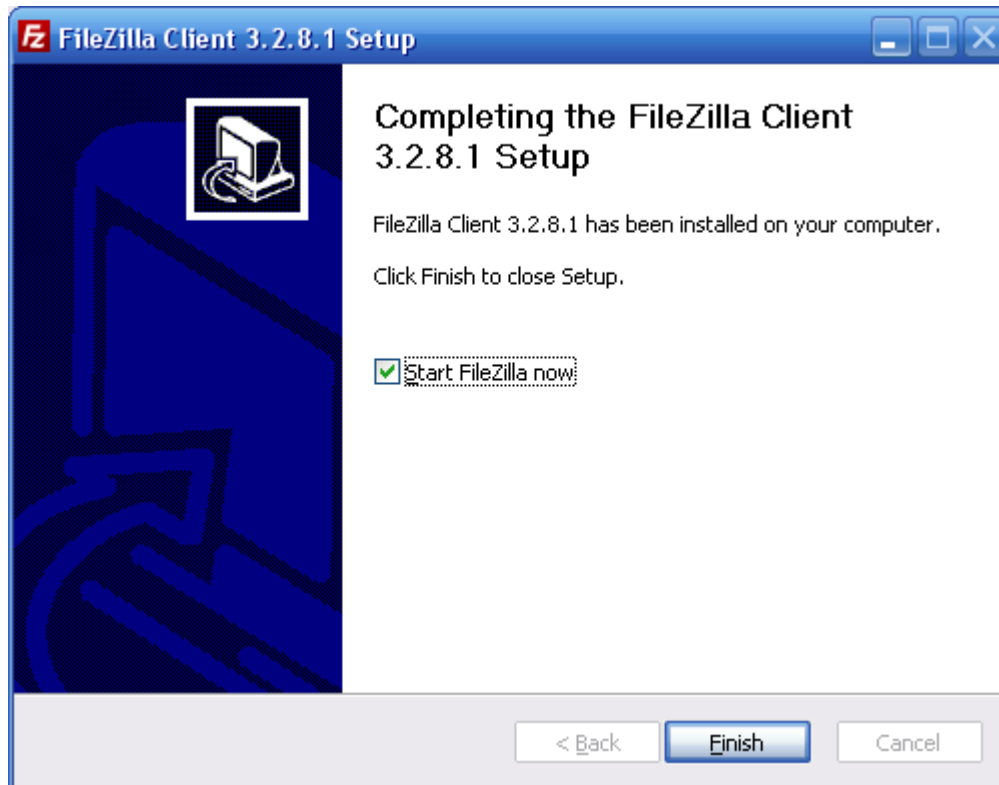 Fz FileZilla Client 3.2.8.1 Setup
Completing the FileZilla Client
3.2.8.1 Setup
FileZilla Client 3.2.8.1 has been installed on your computer.
Click Finish to close Setup.
Start FileZilla now
< Back Finish Cancel